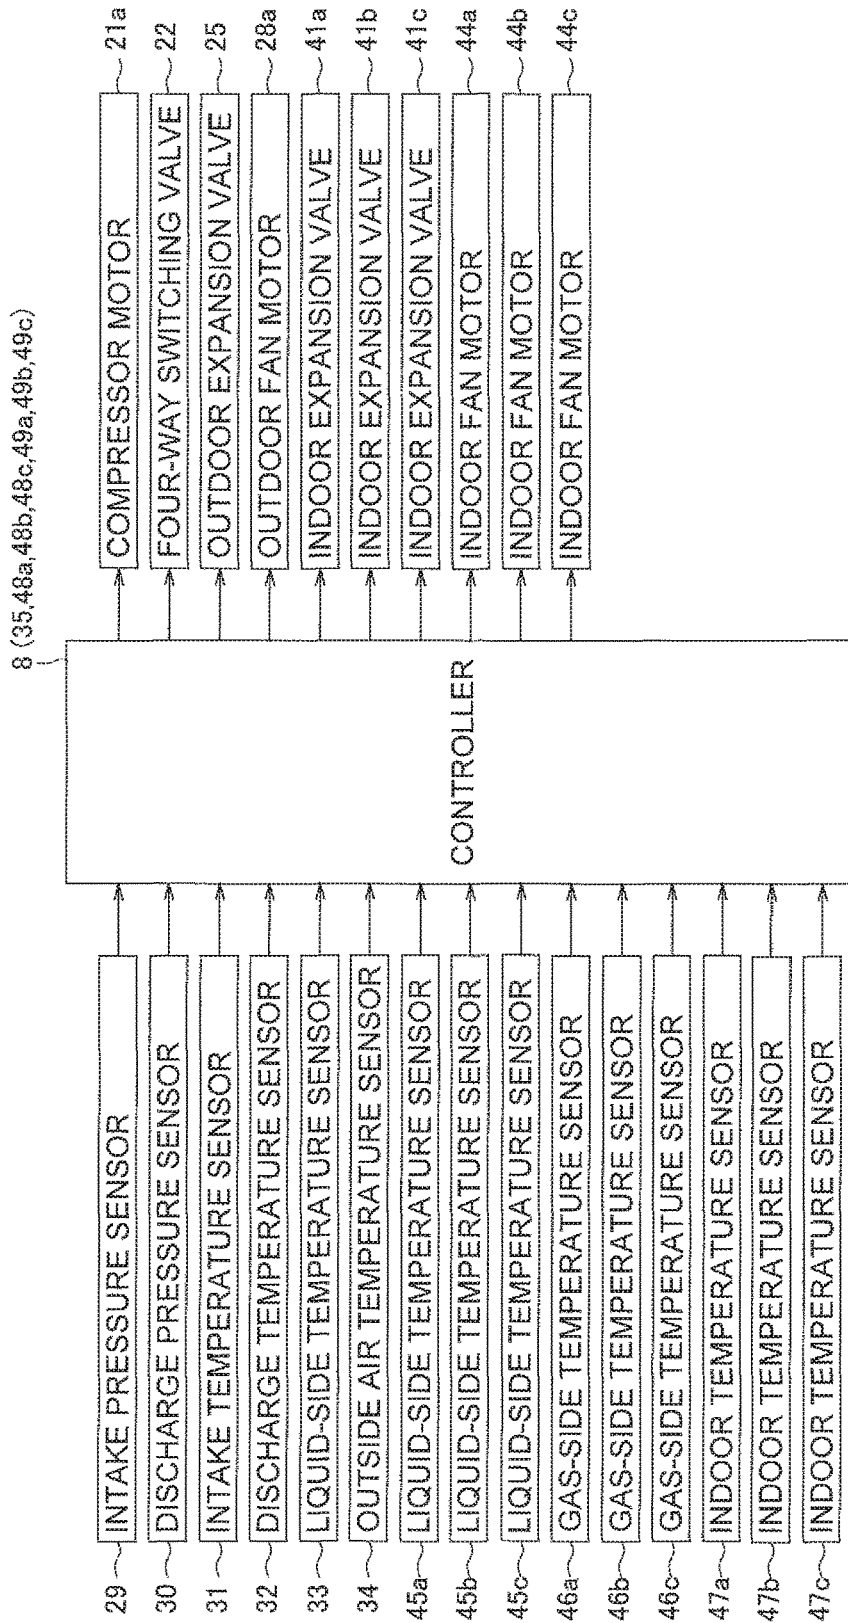 8 (35,48a,48b,48c,49a,49b,49c)
29 INTAKE PRESSURE SENSOR
30 DISCHARGE PRESSURE SENSOR
31 INTAKE TEMPERATURE SENSOR
32 DISCHARGE TEMPERATURE SENSOR
33 LIQUID-SIDE TEMPERATURE SENSOR
34 OUTSIDE AIR TEMPERATURE SENSOR
45a LIQUID-SIDE TEMPERATURE SENSOR
45b LIQUID-SIDE TEMPERATURE SENSOR
45c LIQUID-SIDE TEMPERATURE SENSOR
46a GAS-SIDE TEMPERATURE SENSOR
46b GAS-SIDE TEMPERATURE SENSOR
46c GAS-SIDE TEMPERATURE SENSOR
47a INDOOR TEMPERATURE SENSOR
47b INDOOR TEMPERATURE SENSOR
47c INDOOR TEMPERATURE SENSOR
CONTROLLER
COMPRESSOR MOTOR 21a
FOUR-WAY SWITCHING VALVE 22
OUTDOOR EXPANSION VALVE 25
OUTDOOR FAN MOTOR 28a
INDOOR EXPANSION VALVE 41a
INDOOR EXPANSION VALVE 41b
INDOOR EXPANSION VALVE 41c
INDOOR FAN MOTOR 44a
INDOOR FAN MOTOR 44b
INDOOR FAN MOTOR 44c